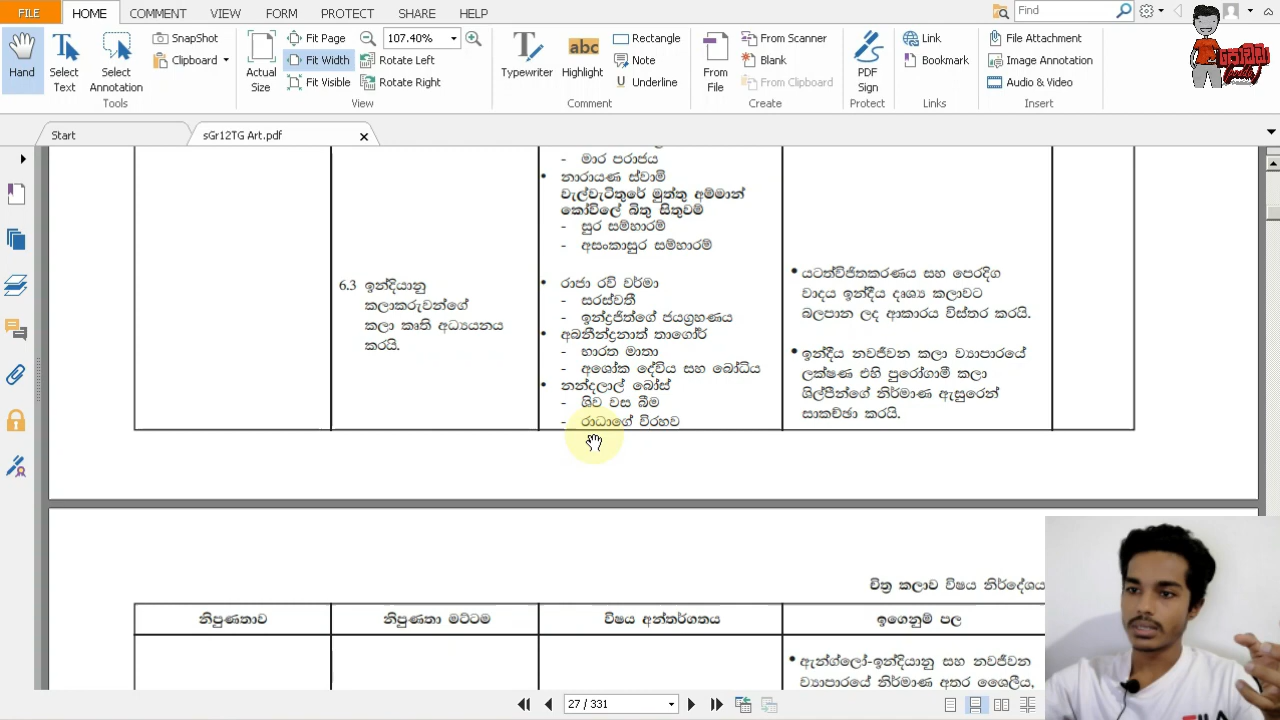 FILE HOME COMMENT VIEW FORM PROTECT SHARE HELP
Find
Hand
Select Text
Select Annotation
SnapShot
Clipboard
Tools
Actual Size
Fit Page
Fit Width
Fit Visible
107.40%
Rotate Left
Rotate Right
View
Typewriter
abc
Highlight
Rectangle
Note
Underline
Comment
From File
From Scanner
Blank
From Clipboard
Create
PDF Sign
Protect
Link
Bookmark
Links
File Attachment
Image Annotation
Audio & Video
Insert
Start
sGr12TG Art.pdf
- මාර පරාජය
• නාරායණ ස්වාමි
වැල්වැටිතුරේ මුත්තු අම්මාන්
කෝවිලේ බිතු සිතුවම්
- සුර සම්හාරම්
- අසංකාසුර සම්හාරම්
6.3 ඉන්දියානු
කලාකරුවන්ගේ
කලා කෘති අධ්‍යයනය
කරයි.
• රාජා රවි වර්මා
- සරස්වතී
- ඉන්ද්‍රජිත්ගේ ජයග්‍රහණය
• අබනීන්ද්‍රනාත් තාගෝර්
- භාරත මාතා
- අශෝක දේවිය සහ බෝධිය
• නන්දලාල් බෝස්
- ශිව වස බීම
- රාධාගේ විරහව
• යටත්විජිතකරණය සහ පෙරදිග
වාදය ඉන්දීය දෘශ්‍ය කලාවට
බලපාන ලද ආකාරය විස්තර කරයි.
• ඉන්දීය නවජීවන කලා ව්‍යාපාරයේ
ලක්ෂණ එහි පුරෝගාමී කලා
ශිල්පීන්ගේ නිර්මාණ ඇසුරෙන්
සාකච්ඡා කරයි.
චිත්‍ර කලාව විෂය නිර්දේශය
නිපුණතාව
නිපුණතා මට්ටම
විෂය අන්තර්ගතය
ඉගෙනුම් පල
• ඇන්ග්ලෝ-ඉන්දියානු සහ නවජීවන
ව්‍යාපාරයේ නිර්මාණ අතර ශෛලීය,
27 / 331